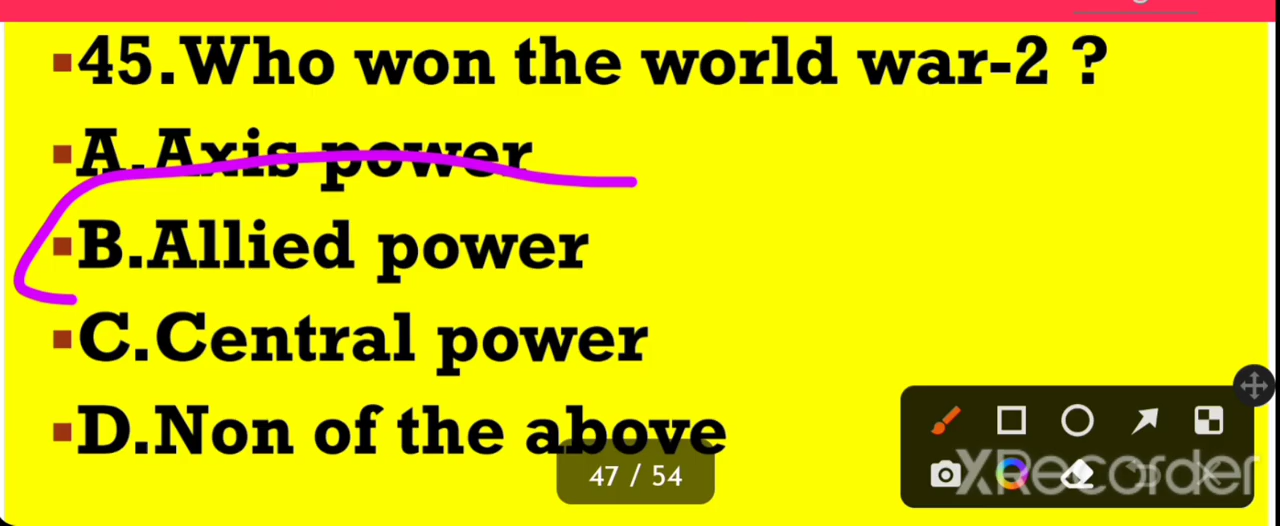 45.Who won the world war-2 ?
A.Axis power
B.Allied power
C.Central power
D.Non of the above
47 / 54
XRecorder